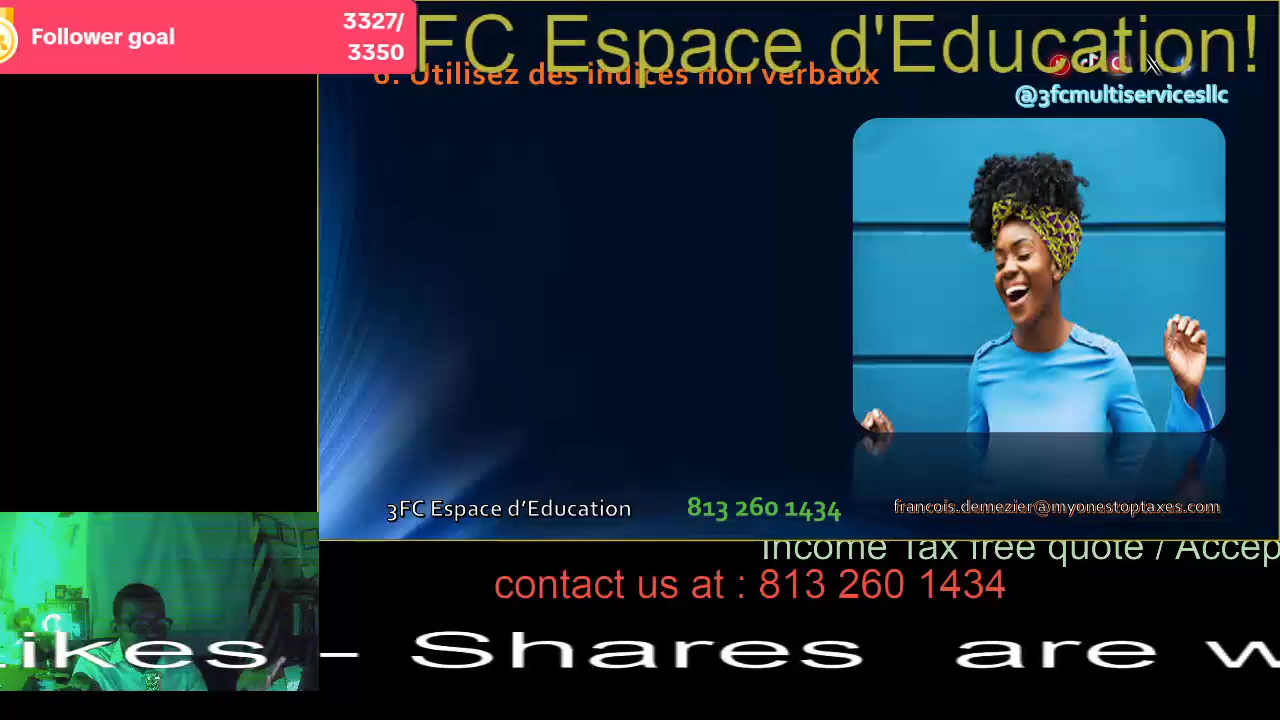 Follower goal
3327/
3350
FC Espace d'Education!
6. Utilisez des indices non verbaux
@3fcmultiservicesllc
3FC Espace d'Education
813 260 1434
francois.demezier@myonestoptaxes.com
Income Tax free quote / Accep
contact us at : 813 260 1434
ikes - Shares are w